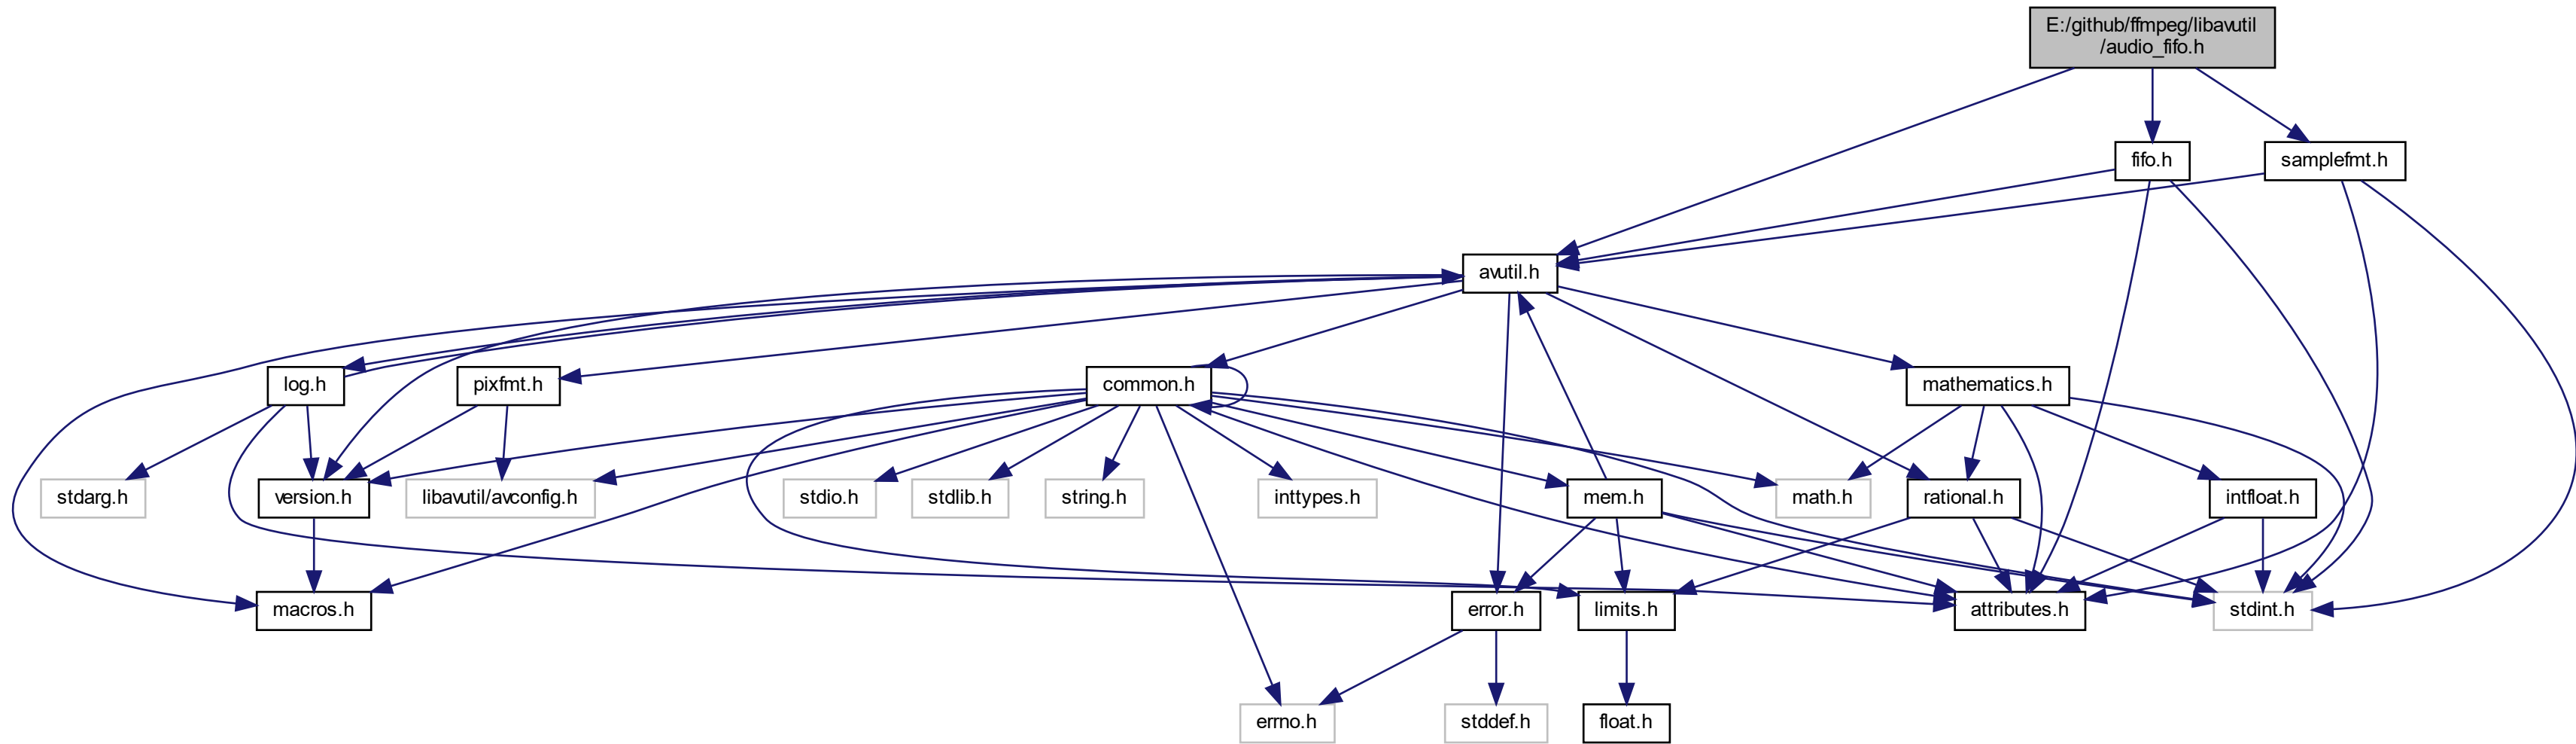 E:/github/ffmpeg/libavutil
/audio_fifo.h
fifo.h
samplefmt.h
avutil.h
log.h
pixfmt.h
common.h
mathematics.h
stdarg.h
version.h
libavutil/avconfig.h
stdio.h
stdlib.h
string.h
inttypes.h
mem.h
math.h
rational.h
intfloat.h
macros.h
error.h
limits.h
attributes.h
stdint.h
errno.h
stddef.h
float.h